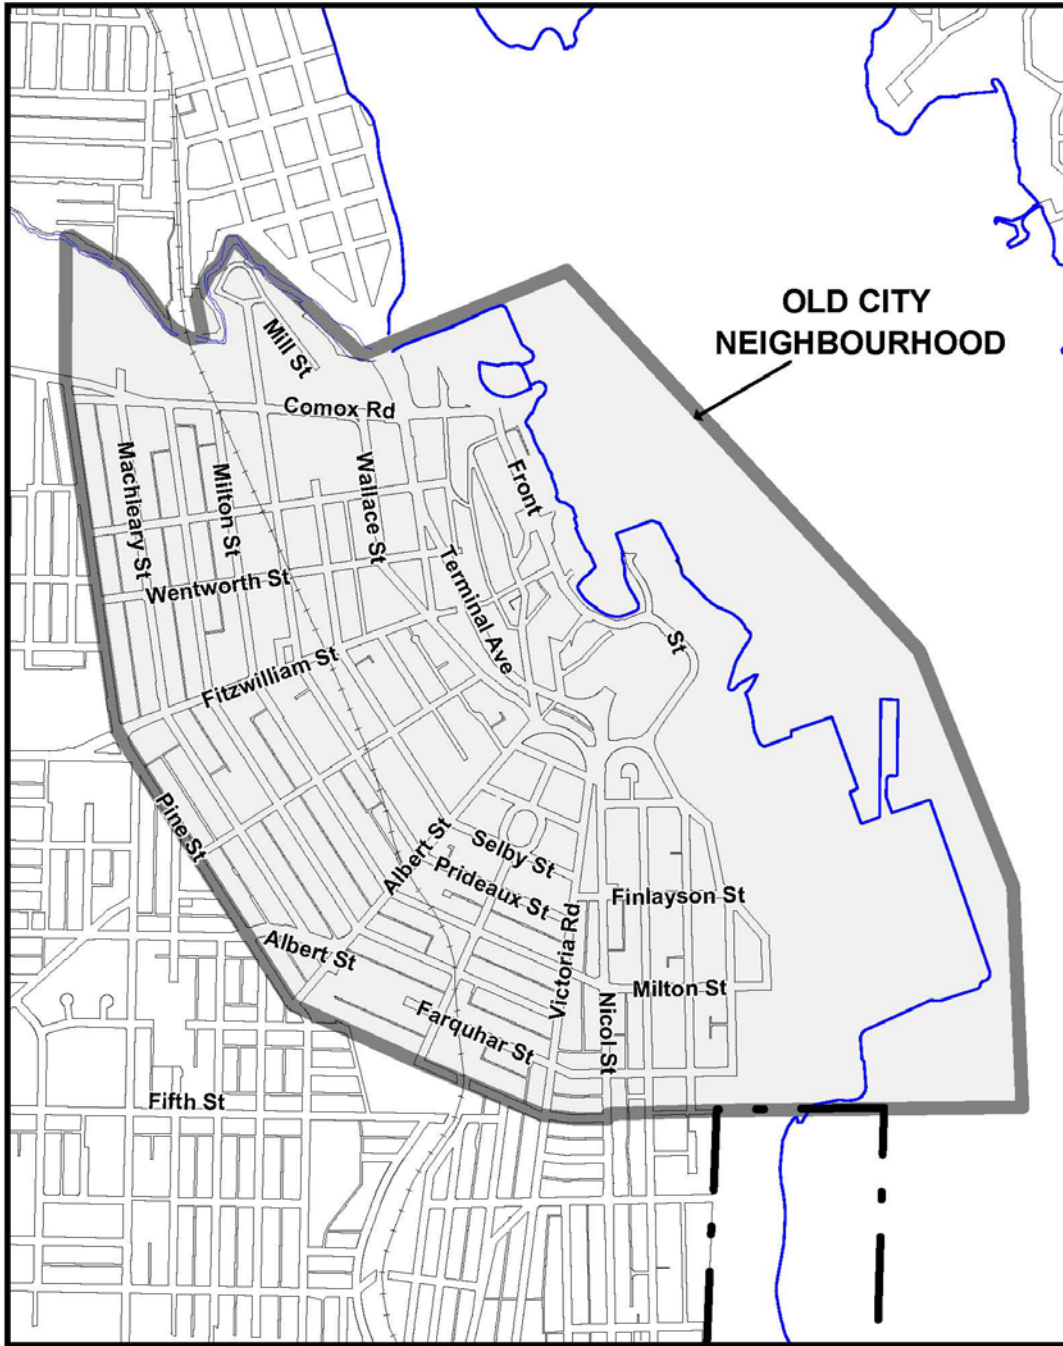 OLD CITY
NEIGHBOURHOOD
Mill St
Comox Rd
Machleary St
Milton St
Wallace St
Front
Terminal Ave
Wentworth St
St
Fitzwilliam St
Pine St
Albert St
Selby St
Prideaux St
Finlayson St
Victoria Rd
Albert St
Milton St
Nicol St
Farquhar St
Fifth St